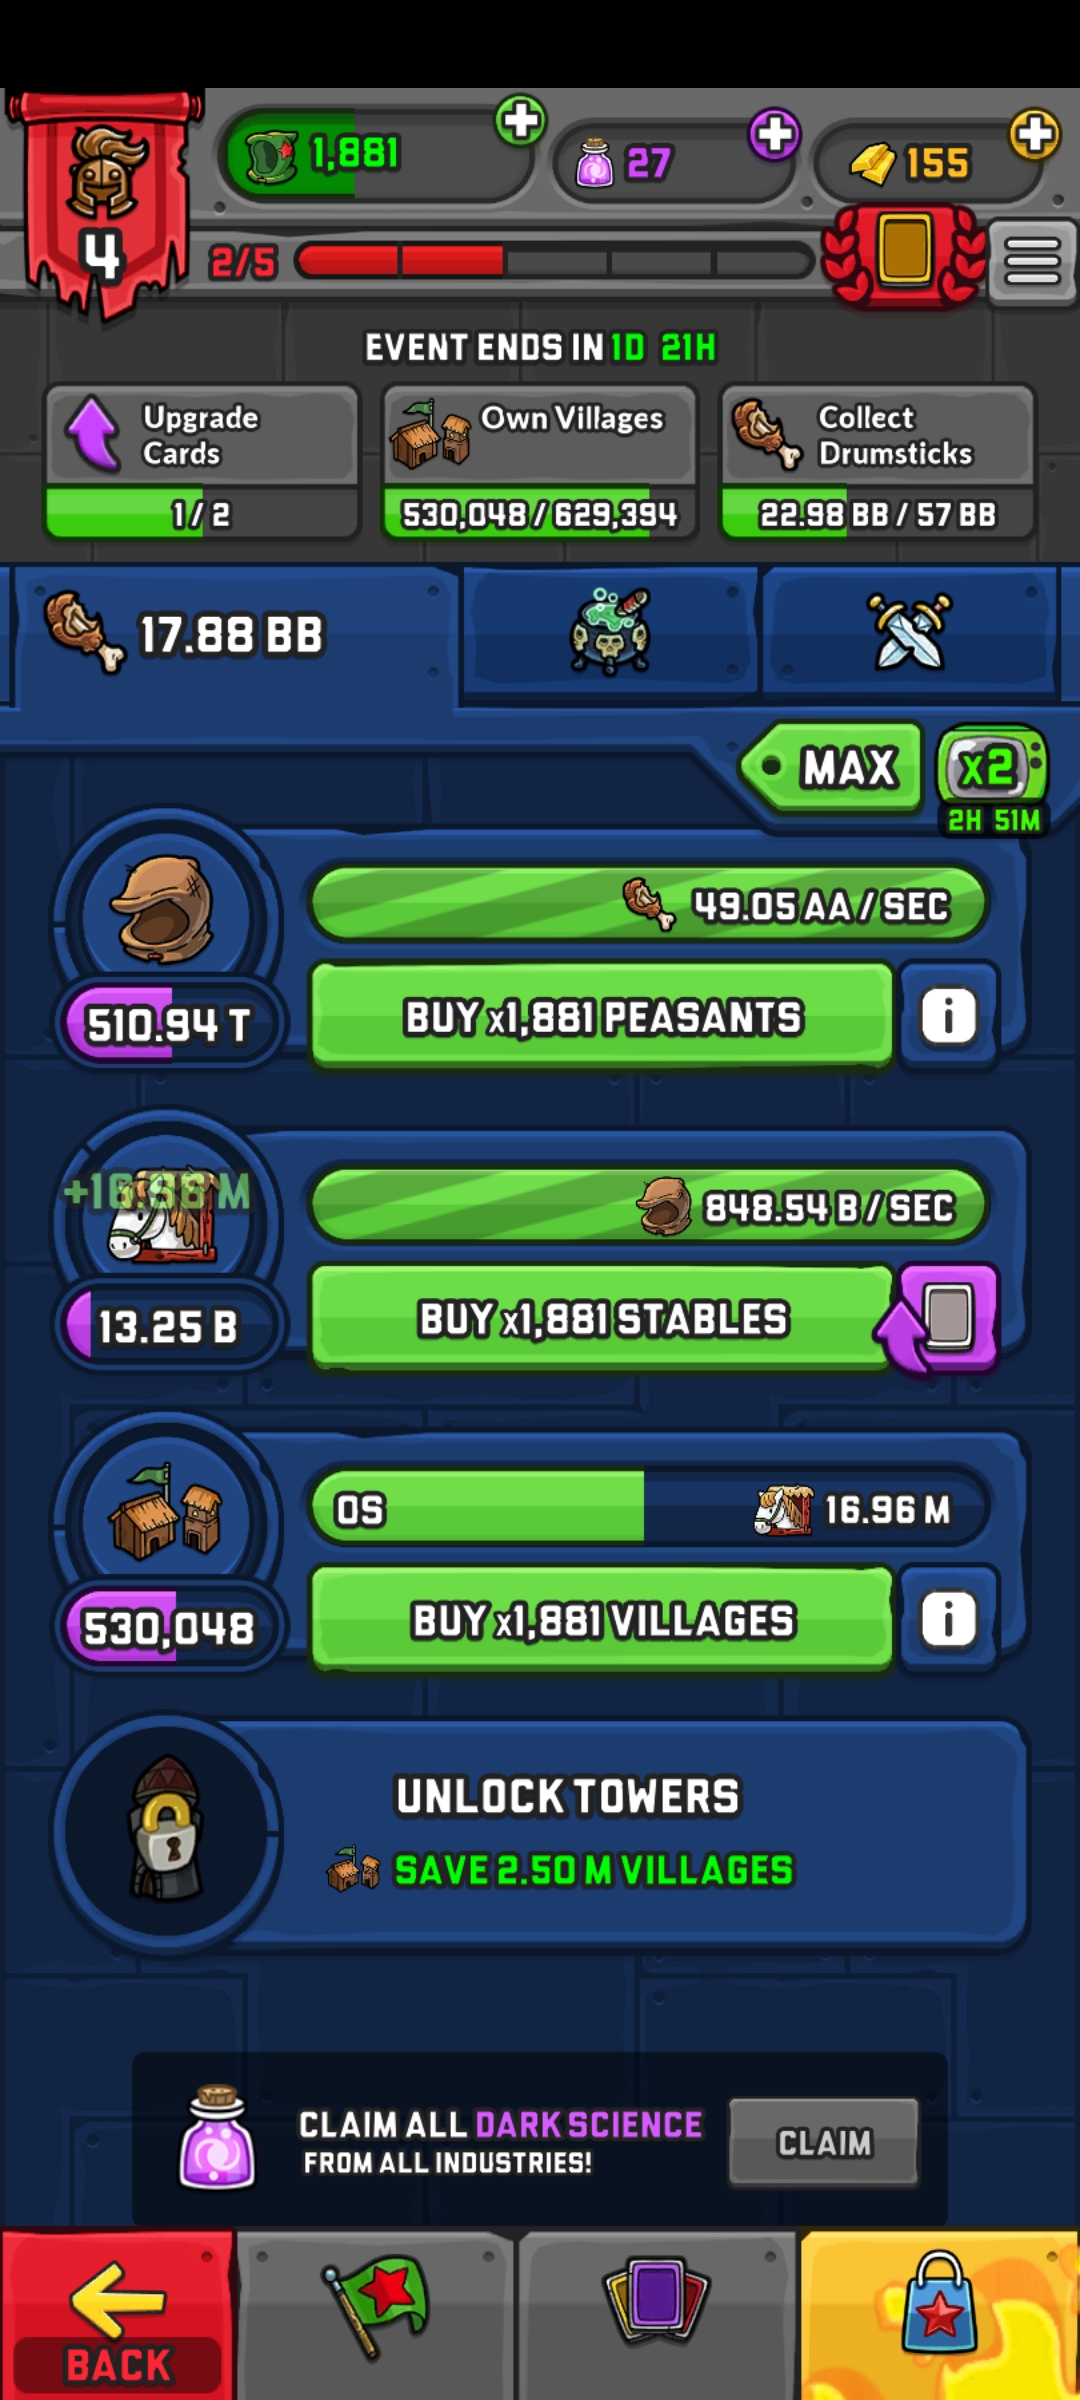 4
1,881
27
155
2/5
EVENT ENDS IN 1D 21H
Upgrade
Cards
1/2
Own Villages
530,048/629,394
Collect
Drumsticks
22.98 BB / 57 BB
17.88 BB
MAX
x2
2H 51M
49.05 AA/SEC
510.94 T
BUY x1,881 PEASANTS
i
848.54 B/SEC
13.25 B
BUY x1,881 STABLES
0S
16.96 M
530,048
BUY x1,881 VILLAGES
i
UNLOCK TOWERS
SAVE 2.50 M VILLAGES
CLAIM ALL DARK SCIENCE
FROM ALL INDUSTRIES!
CLAIM
BACK